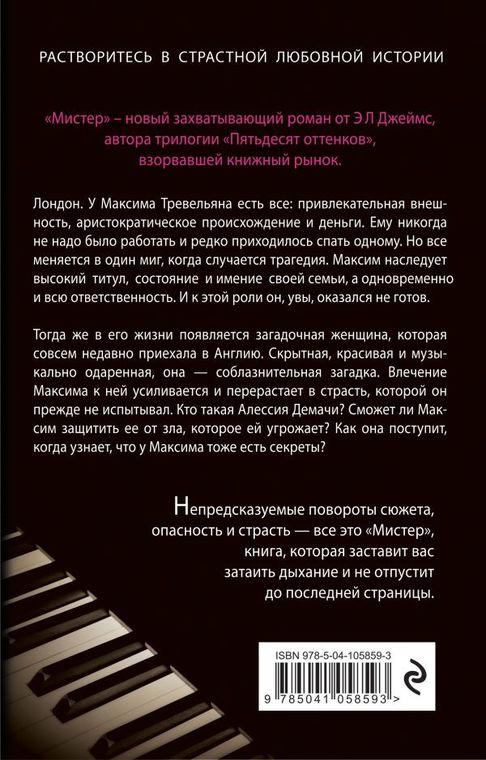 РАСТВОРИТЕСЬ В СТРАСТНОЙ ЛЮБОВНОЙ ИСТОРИИ
«Мистер» – новый захватывающий роман от Э Л Джеймс,
автора трилогии «Пятьдесят оттенков»,
взорвавшей книжный рынок.
Лондон. У Максима Тревельяна есть все: привлекательная внеш-
ность, аристократическое происхождение и деньги. Ему никогда
не надо было работать и редко приходилось спать одному. Но все
меняется в один миг, когда случается трагедия. Максим наследует
высокий титул, состояние и имение своей семьи, а одновременно
и всю ответственность. И к этой роли он, увы, оказался не готов.
Тогда же в его жизни появляется загадочная женщина, которая
совсем недавно приехала в Англию. Скрытная, красивая и музы-
кально одаренная, она — соблазнительная загадка. Влечение
Максима к ней усиливается и перерастает в страсть, которой он
прежде не испытывал. Кто такая Алессия Демачи? Сможет ли Мак-
сим защитить ее от зла, которое ей угрожает? Как она поступит,
когда узнает, что у Максима тоже есть секреты?
Непредсказуемые повороты сюжета,
опасность и страсть — все это «Мистер»,
книга, которая заставит вас
затаить дыхание и не отпустит
до последней страницы.
ISBN 978-5-04-105859-3
9 785041 058593 >